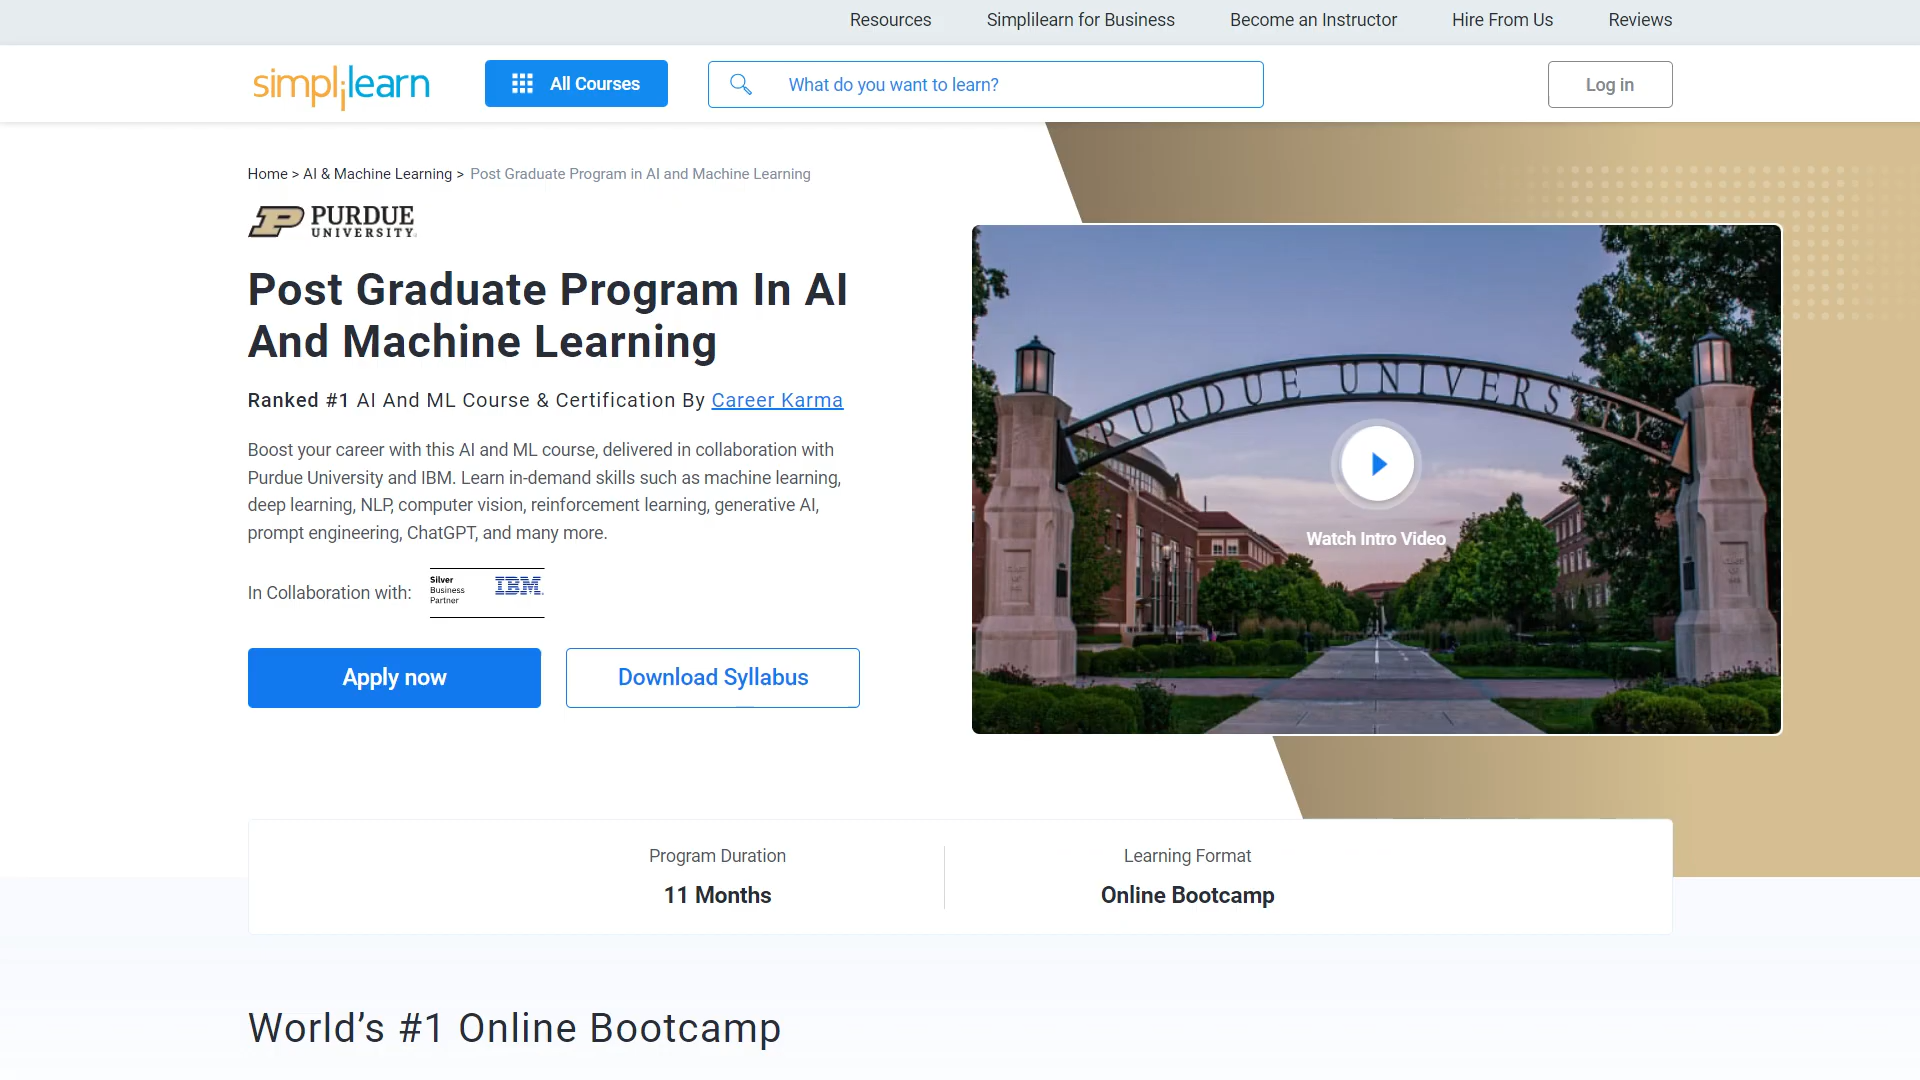 Resources
Simplilearn for Business
Become an Instructor
Hire From Us
Reviews
simplilearn
All Courses
What do you want to learn?
Log in
Home > AI & Machine Learning > Post Graduate Program in AI and Machine Learning
PURDUE
UNIVERSITY
Post Graduate Program In AI
And Machine Learning
Ranked #1 AI And ML Course & Certification By Career Karma
Boost your career with this AI and ML course, delivered in collaboration with
Purdue University and IBM. Learn in-demand skills such as machine learning,
deep learning, NLP, computer vision, reinforcement learning, generative AI,
prompt engineering, ChatGPT, and many more.
In Collaboration with:
Silver
Business
Partner
IBM
Apply now
Download Syllabus
PURDUE UNIVERSITY
Watch Intro Video
Program Duration
11 Months
Learning Format
Online Bootcamp
World’s #1 Online Bootcamp